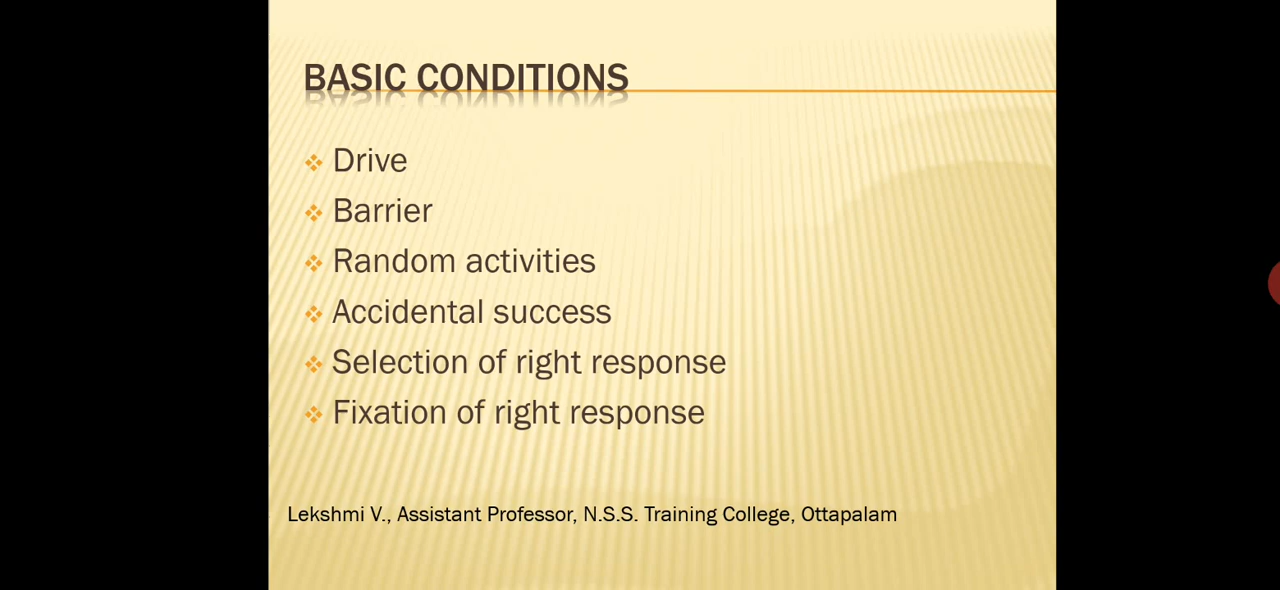 BASIC CONDITIONS
Drive
Barrier
Random activities
Accidental success
Selection of right response
Fixation of right response
Lekshmi V., Assistant Professor, N.S.S. Training College, Ottapalam